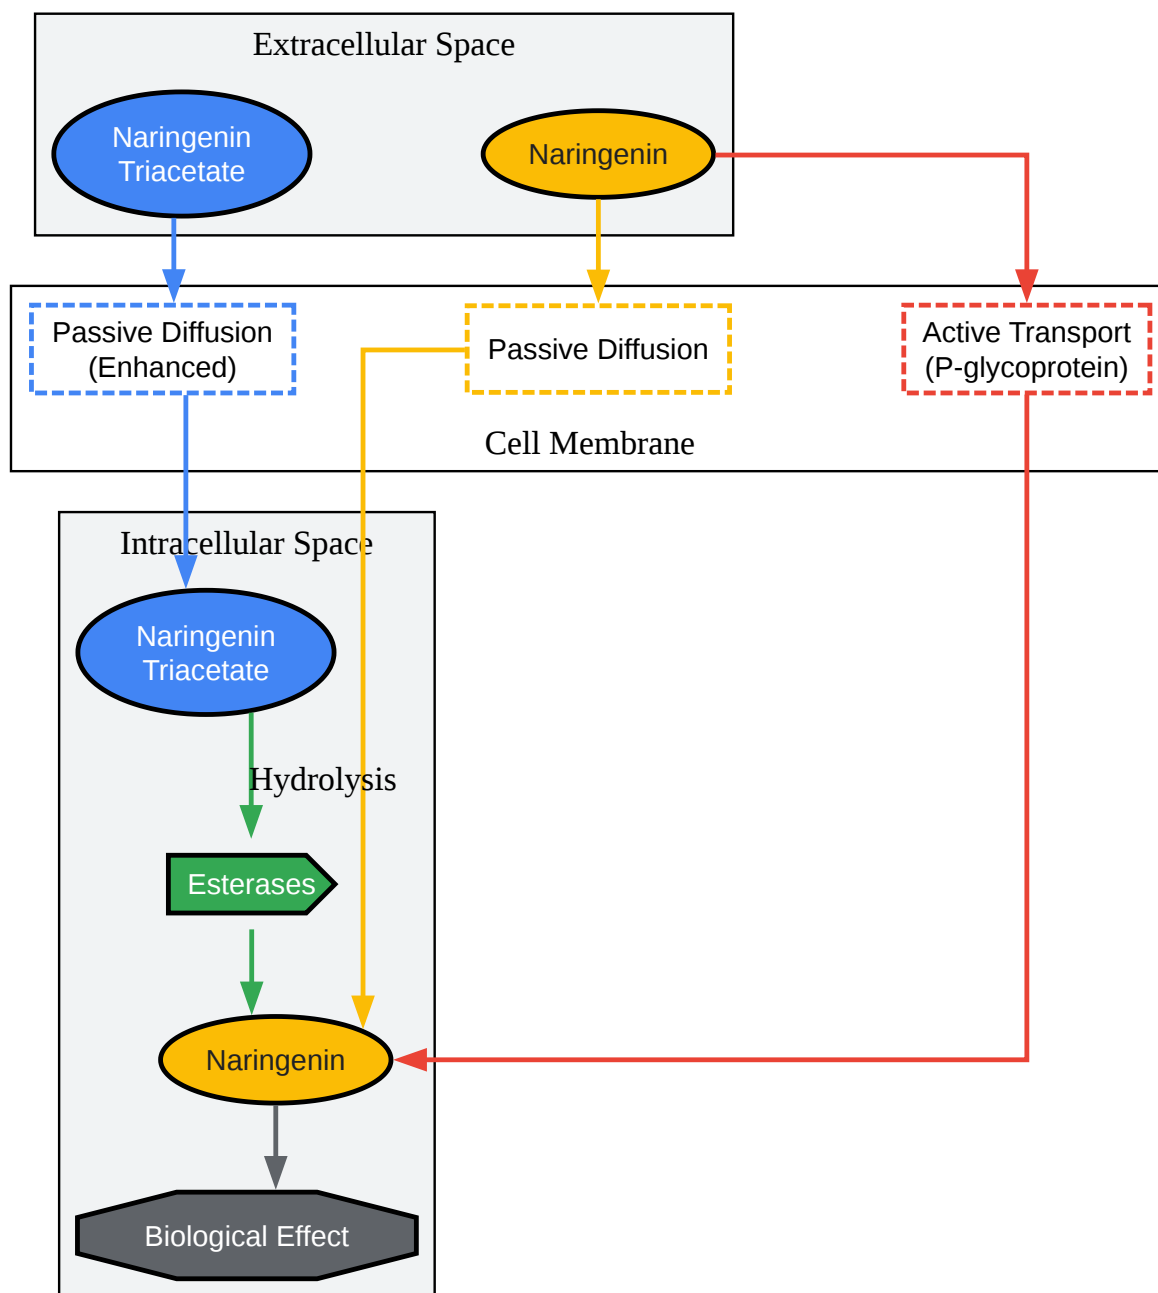 Extracellular Space
Naringenin
Triacetate
Naringenin
Passive Diffusion
(Enhanced)
Passive Diffusion
Active Transport
(P-glycoprotein)
Cell Membrane
Intracellular Space
Naringenin
Triacetate
Hydrolysis
Esterases
Naringenin
Biological Effect